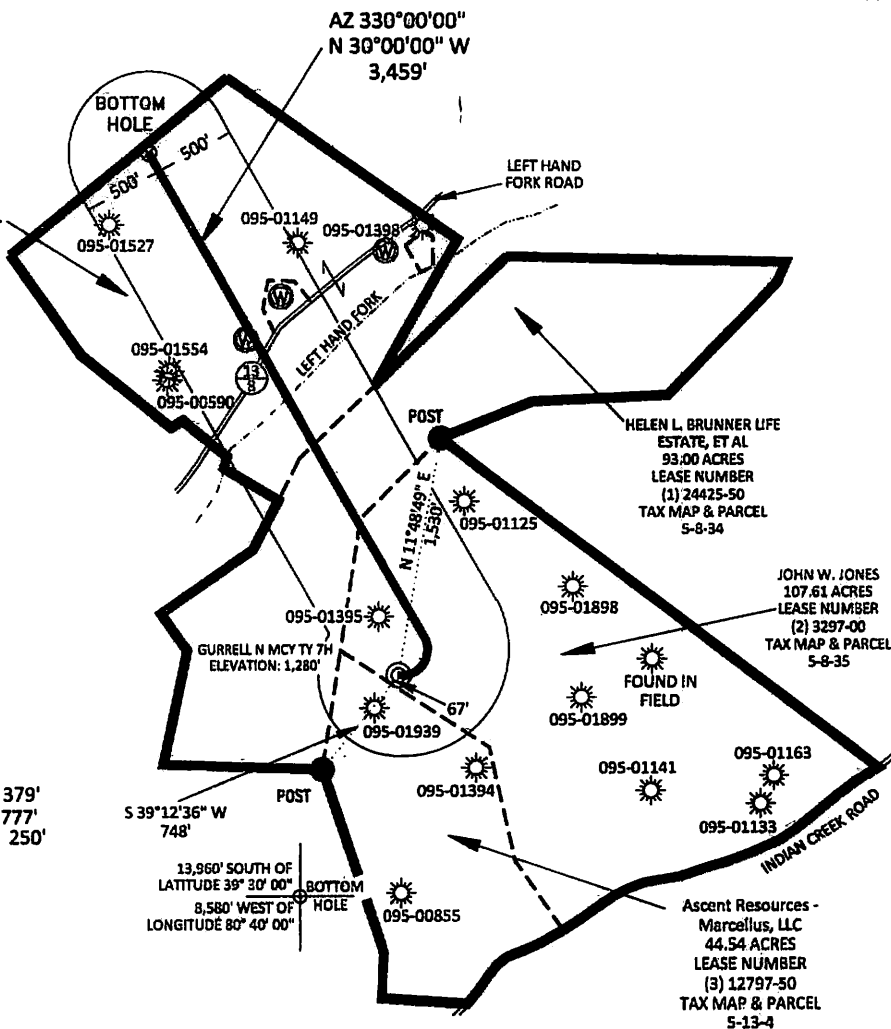 AZ 330°00'00"
N 30°00'00" W
3,459'
BOTTOM
HOLE
500'
500'
LEFT HAND
FORK ROAD
095-01527
095-01149
095-01398
W
W
W
LEFT HAND FORK
095-01554
095-00590
13
8
POST
HELEN L. BRUNNER LIFE
ESTATE, ET AL
93.00 ACRES
LEASE NUMBER
(1) 24425-50
TAX MAP & PARCEL
5-8-34
N 11°48'49" E
1,530'
095-01125
095-01898
JOHN W. JONES
107.61 ACRES
LEASE NUMBER
(2) 3297-00
TAX MAP & PARCEL
5-8-35
095-01395
GURRELL N MCY TY 7H
ELEVATION: 1,280'
67'
FOUND IN
FIELD
095-01899
095-01939
095-01394
095-01141
095-01163
095-01133
INDIAN CREEK ROAD
POST
379'
777'
250'
S 39°12'36" W
748'
13,960' SOUTH OF
LATITUDE 39° 30' 00"
BOTTOM
HOLE
8,580' WEST OF
LONGITUDE 80° 40' 00"
095-00855
Ascent Resources -
Marcellus, LLC
44.54 ACRES
LEASE NUMBER
(3) 12797-50
TAX MAP & PARCEL
5-13-4